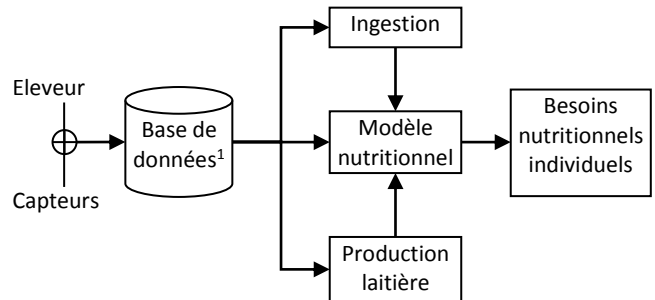 Eleveur
Capteurs
Base de
données¹
Ingestion
Modèle
nutritionnel
Production
laitière
Besoins
nutritionnels
individuels